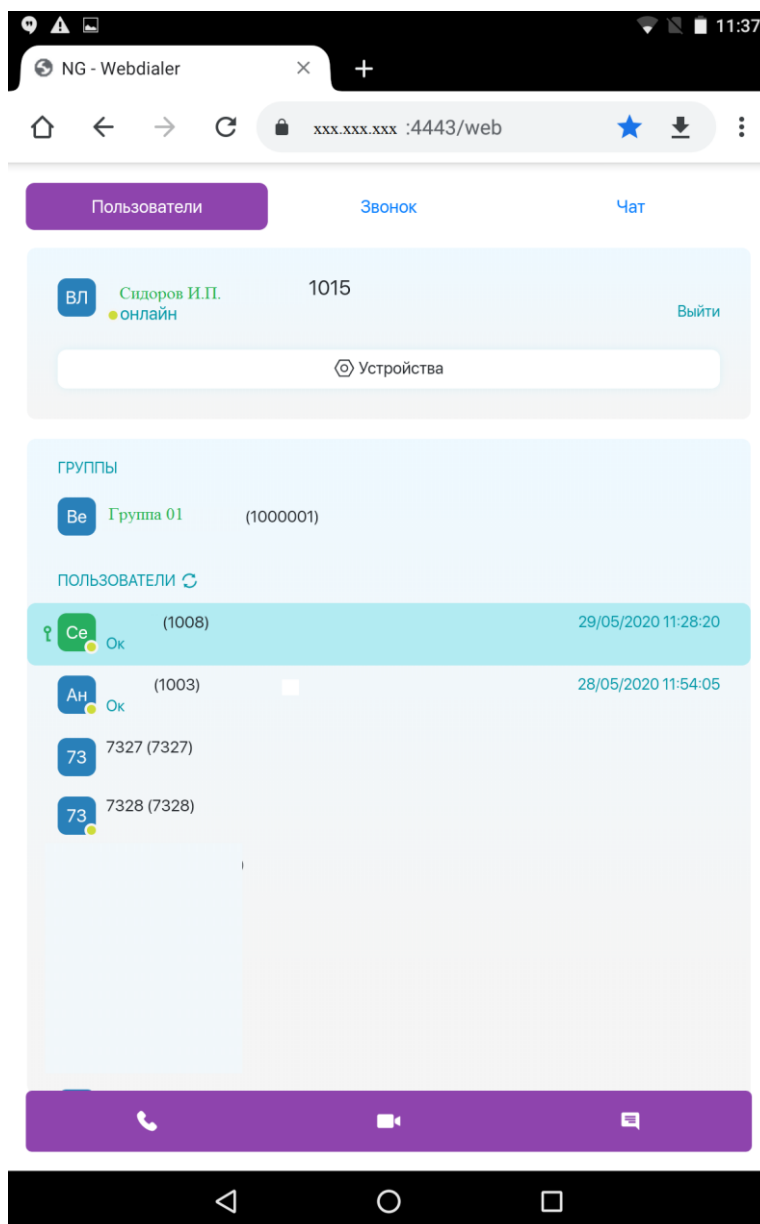 11:37
NG - Webdialer
xxx.xxx.xxx :4443/web
Пользователи Звонок Чат
ВЛ Сидоров И.П. 1015
онлайн Выйти
Устройства
ГРУППЫ
Ве Группа 01 (1000001)
ПОЛЬЗОВАТЕЛИ
Се (1008) 29/05/2020 11:28:20
Ок
Ан (1003) 28/05/2020 11:54:05
Ок
73 7327 (7327)
73 7328 (7328)